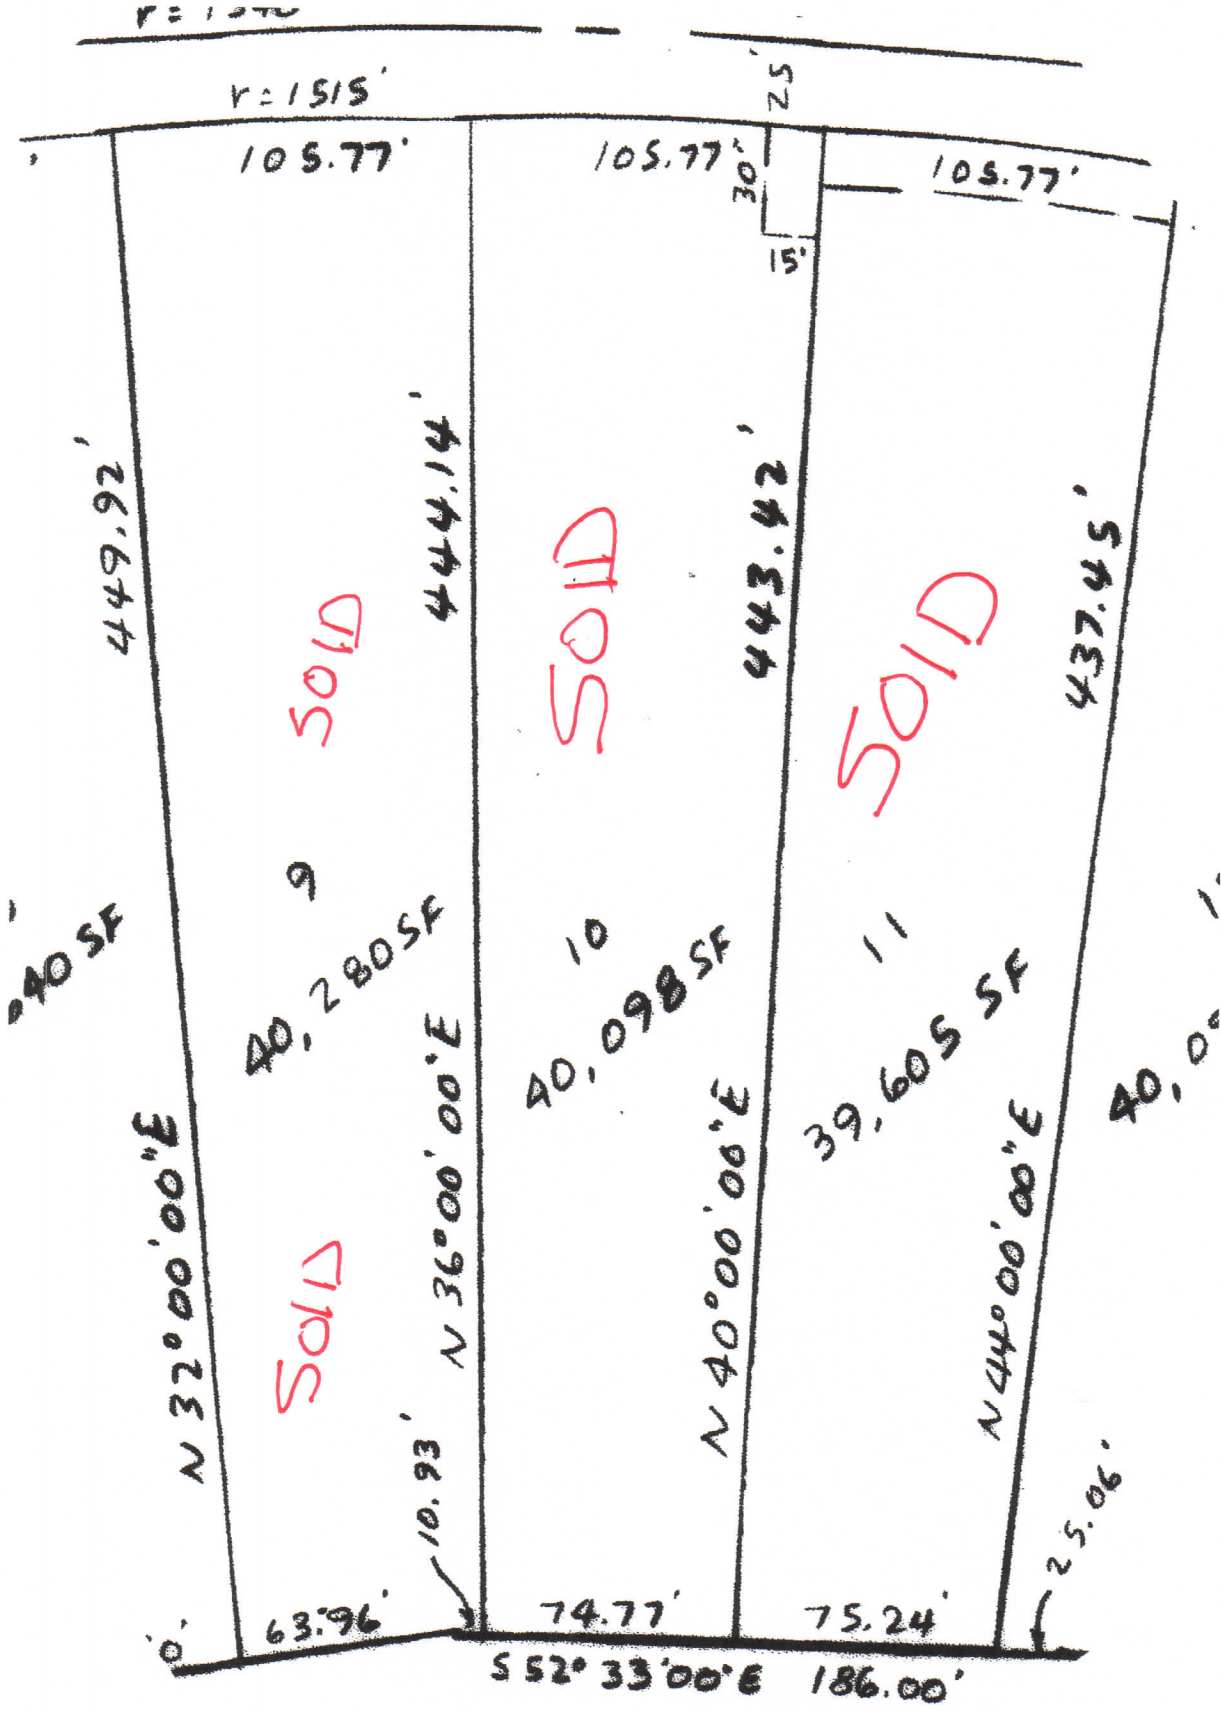 r=1515'
25'
105.77'
105.77'
30'
105.77'
15'
449.92'
444.14'
443.42'
437.45'
SOLD
SOLD
SOLD
9
40,280 SF
10
40,098 SF
11
39,605 SF
40 SF
40,0
N 32°00'00"E
N 36°00'00"E
N 40°00'00"E
N 44°00'00"E
SOLD
10.93'
25.06'
63.96'
74.77'
75.24'
S 52° 33'00"E 186.00'